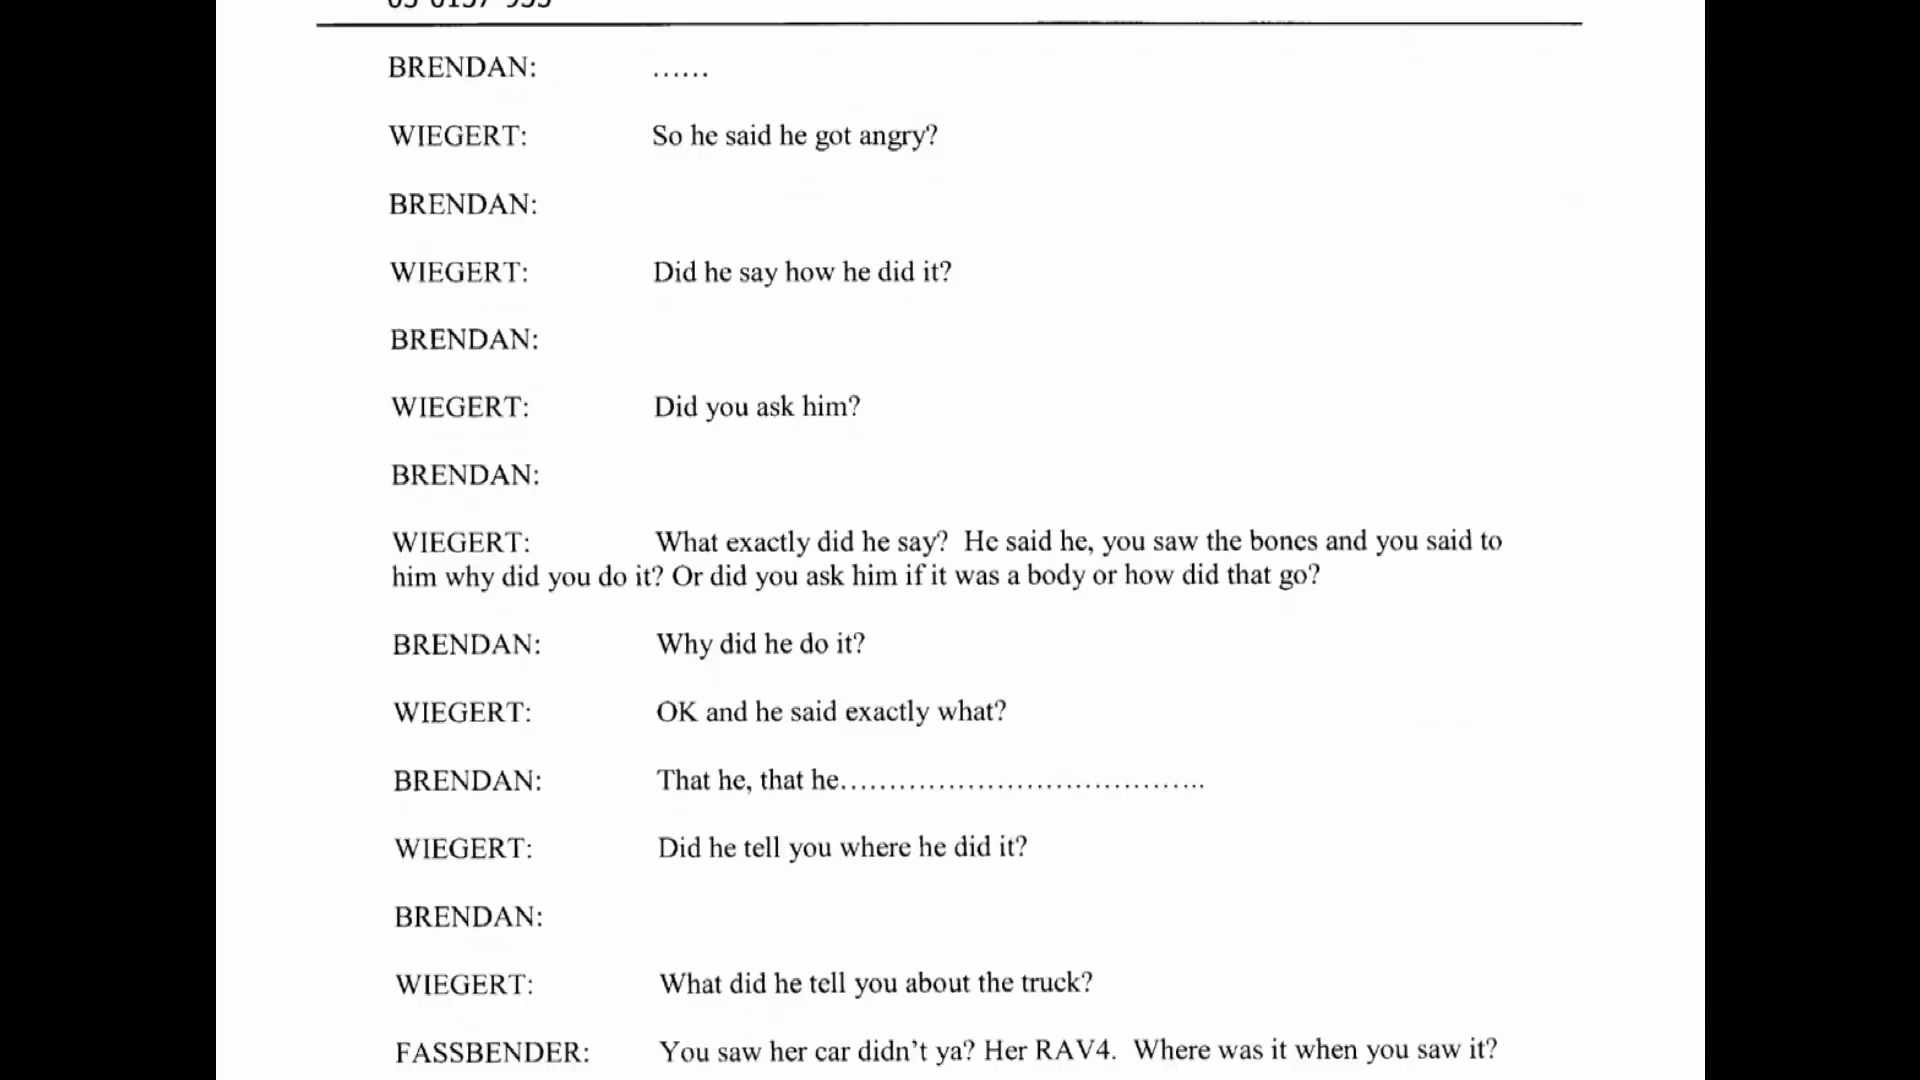 BRENDAN: ......
WIEGERT: So he said he got angry?
BRENDAN:
WIEGERT: Did he say how he did it?
BRENDAN:
WIEGERT: Did you ask him?
BRENDAN:
WIEGERT: What exactly did he say? He said he, you saw the bones and you said to
him why did you do it? Or did you ask him if it was a body or how did that go?
BRENDAN: Why did he do it?
WIEGERT: OK and he said exactly what?
BRENDAN: That he, that he.......................................
WIEGERT: Did he tell you where he did it?
BRENDAN:
WIEGERT: What did he tell you about the truck?
FASSBENDER: You saw her car didn't ya? Her RAV4. Where was it when you saw it?